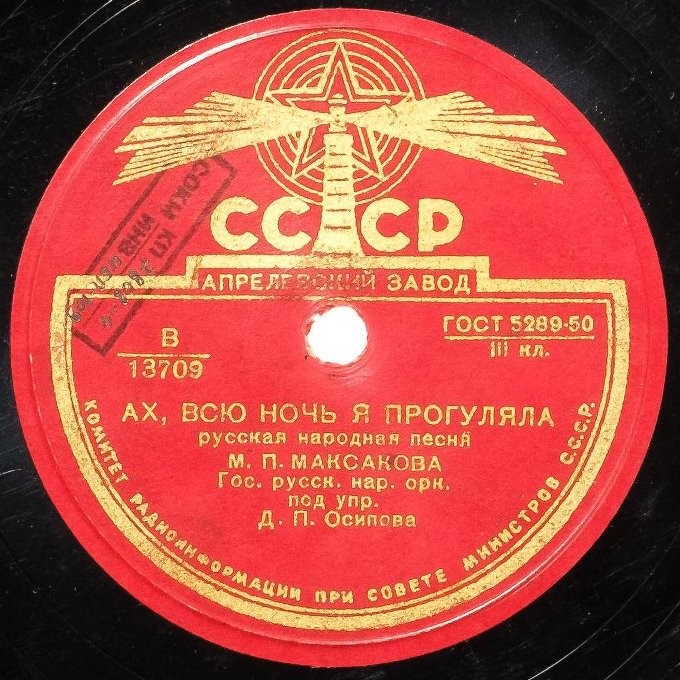 СССР
АПРЕЛЕВСКИЙ ЗАВОД
В
13709
ГОСТ 5289-50
III кл.
АХ, ВСЮ НОЧЬ Я ПРОГУЛЯЛА
русская народная песня
М. П. МАКСАКОВА
Гос. русск. нар. орк.
под упр.
Д. П. Осипова
КОМИТЕТ РАДИОИНФОРМАЦИИ ПРИ СОВЕТЕ МИНИСТРОВ С.С.С.Р.